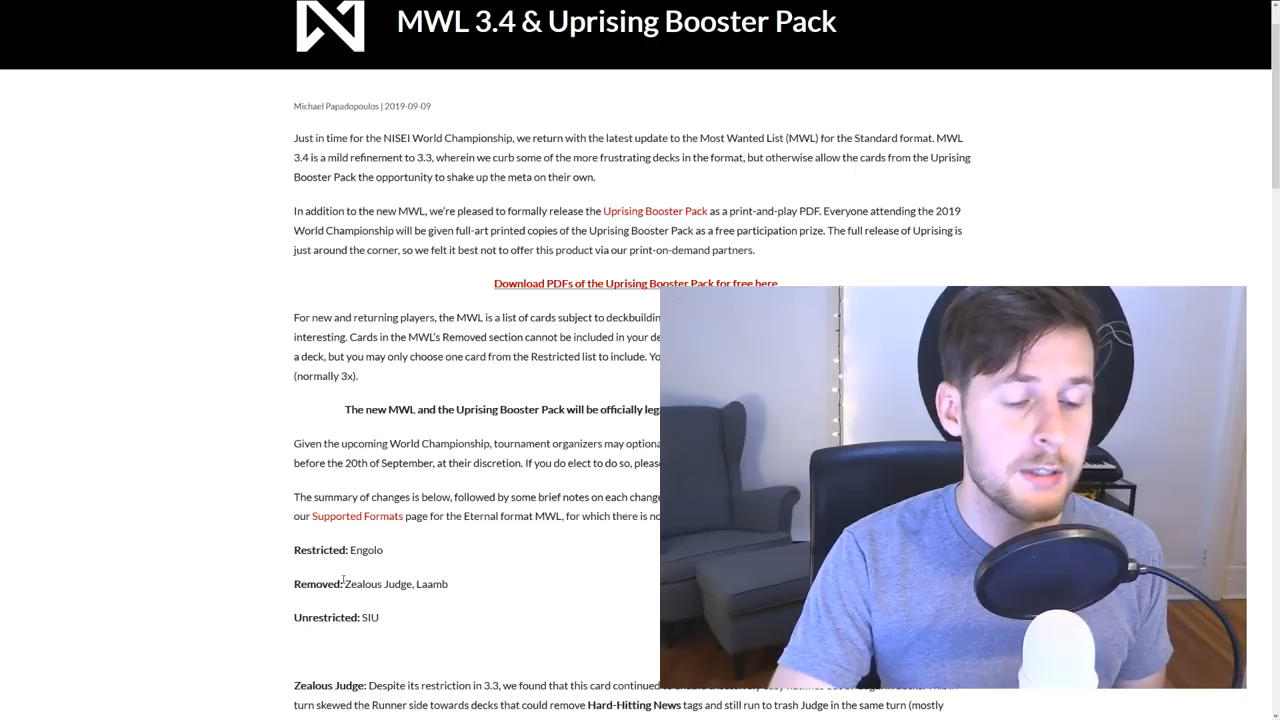 MWL 3.4 & Uprising Booster Pack
Michael Papadopoulos | 2019-09-09
Just in time for the NISEI World Championship, we return with the latest update to the Most Wanted List (MWL) for the Standard format. MWL
3.4 is a mild refinement to 3.3, wherein we curb some of the more frustrating decks in the format, but otherwise allow the cards from the Uprising
Booster Pack the opportunity to shake up the meta on their own.
In addition to the new MWL, we're pleased to formally release the Uprising Booster Pack as a print-and-play PDF. Everyone attending the 2019
World Championship will be given full-art printed copies of the Uprising Booster Pack as a free participation prize. The full release of Uprising is
just around the corner, so we felt it best not to offer this product via our print-on-demand partners.
Download PDFs of the Uprising Booster Pack for free here
For new and returning players, the MWL is a list of cards subject to deckbuilding
interesting. Cards in the MWL's Removed section cannot be included in your
a deck, but you may only choose one card from the Restricted list to include.
(normally 3x).
The new MWL and the Uprising Booster Pack will be officially
Given the upcoming World Championship, tournament organizers may
before the 20th of September, at their discretion. If you do elect to do so,
The summary of changes is below, followed by some brief notes on each
our Supported Formats page for the Eternal format MWL, for which there is
Restricted: Engolo
Removed: Zealous Judge, Laamb
Unrestricted: SIU
Zealous Judge: Despite its restriction in 3.3, we found that this card continued
turn skewed the Runner side towards decks that could remove Hard-Hitting News tags and still run to trash Judge in the same turn (mostly